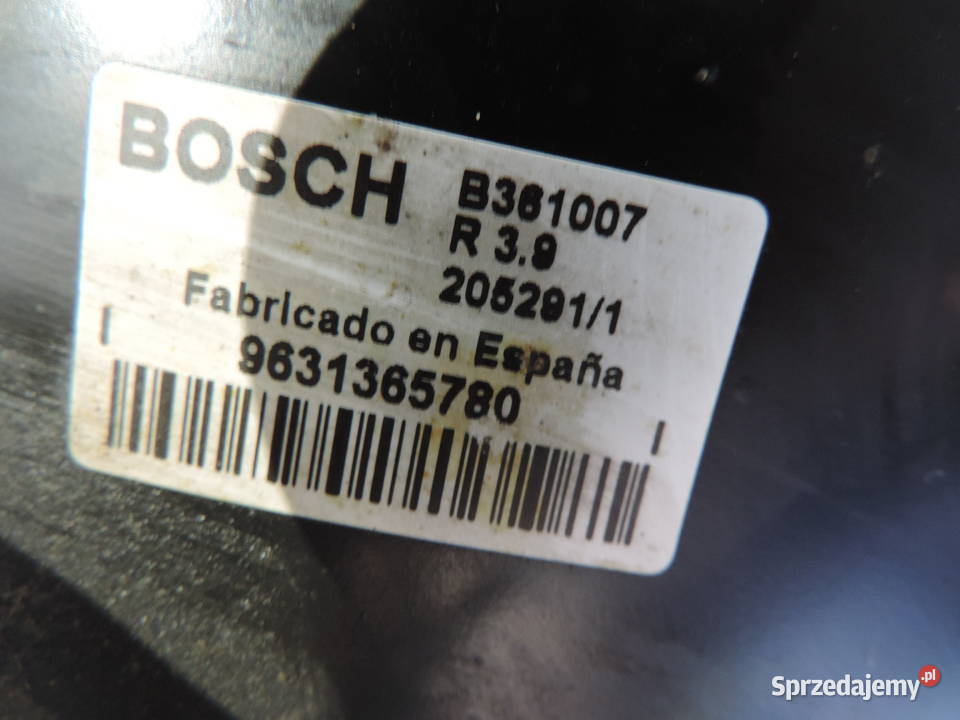 BOSCH
B361007
R 3.9
205291/1
Fabricado en España
9631365780
Sprzedajemy.pl